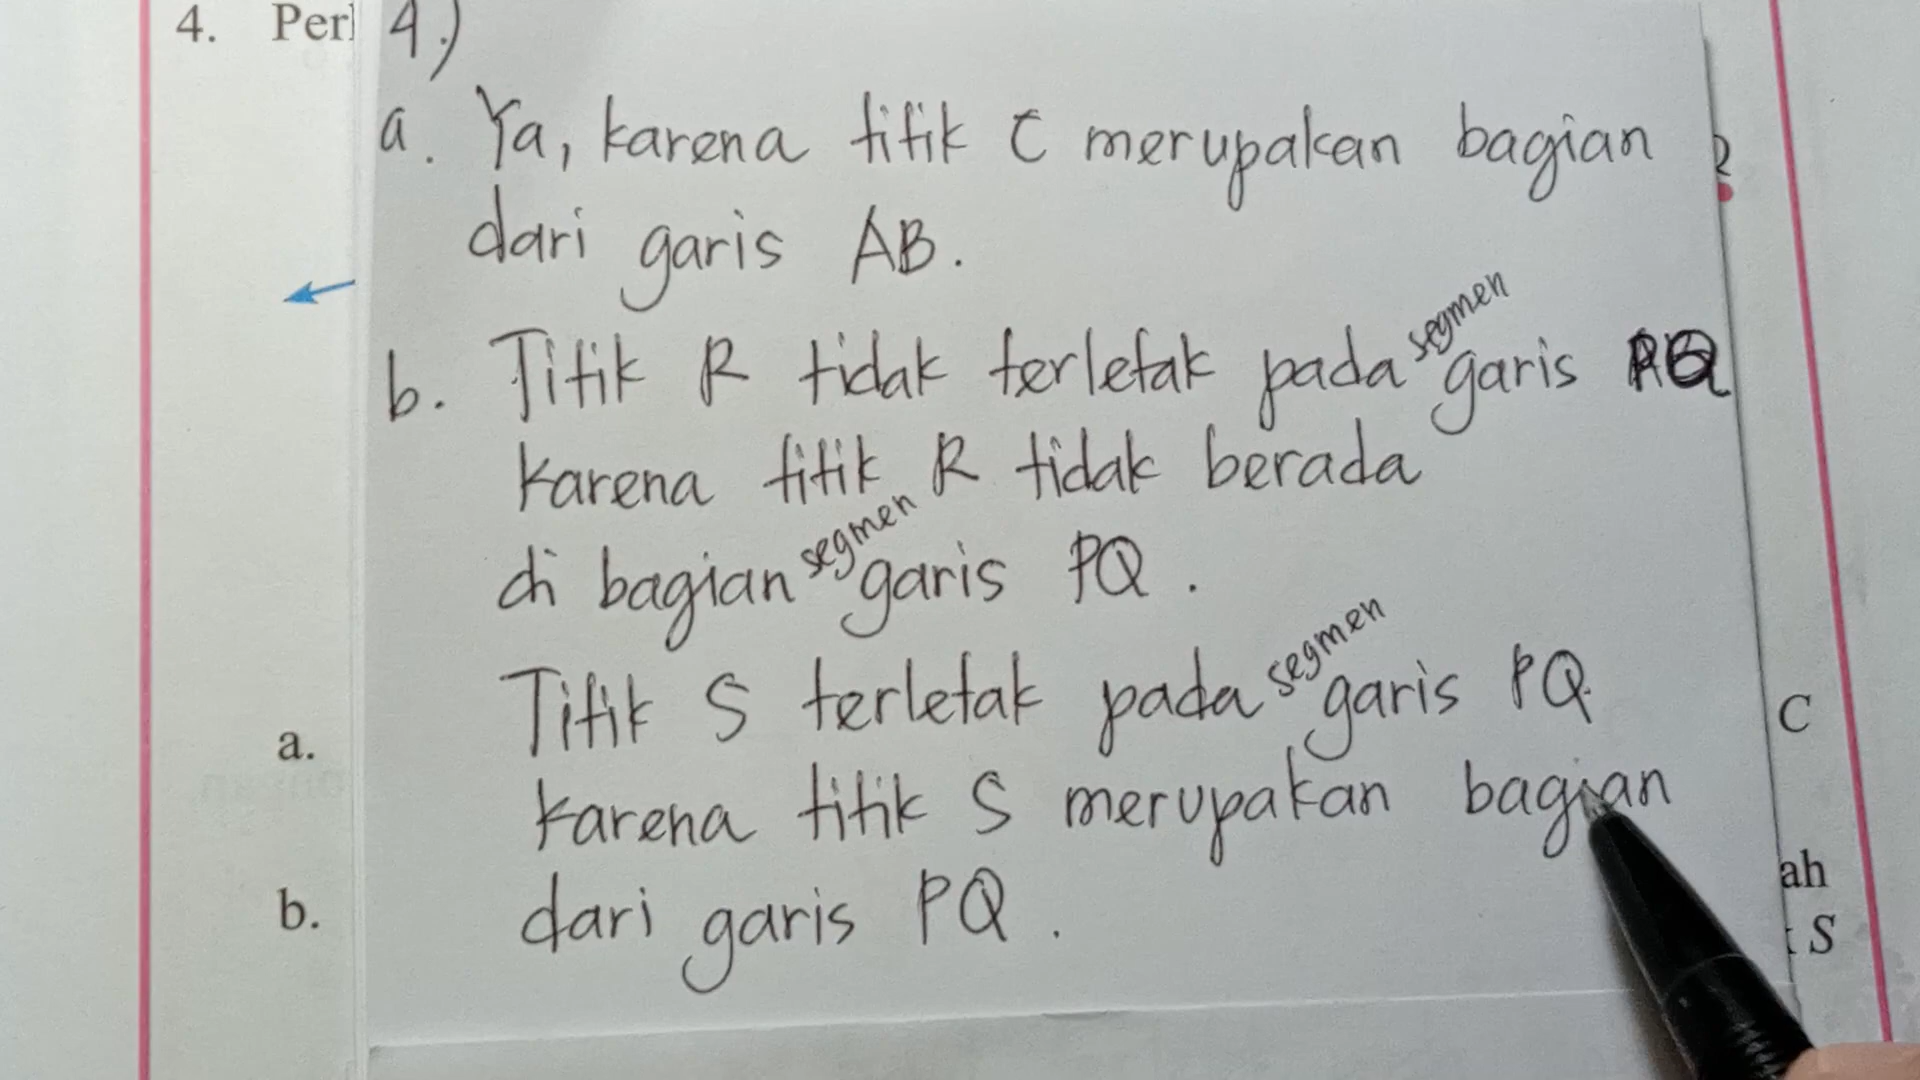 4.
4.)
a. Ya, karena titik C merupakan bagian
dari garis AB.
b. Titik R tidak terletak pada segmen garis PQ
karena titik R tidak berada
di bagian segmen garis PQ.
Titik S terletak pada segmen garis PQ
karena titik S merupakan bagian
dari garis PQ.
a.
C
b.
ah
S